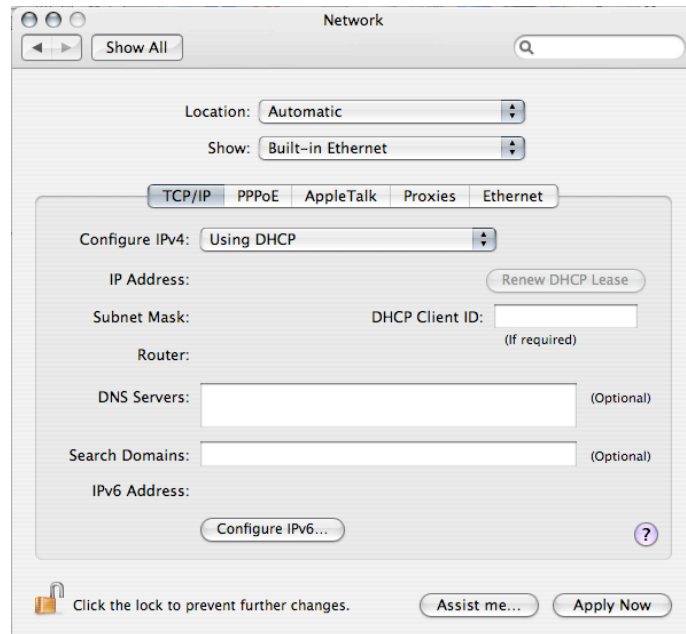 Network
Show All
Location: Automatic
Show: Built-in Ethernet
TCP/IP PPPoE AppleTalk Proxies Ethernet
Configure IPv4: Using DHCP
IP Address: Renew DHCP Lease
Subnet Mask: DHCP Client ID:
(If required)
Router:
DNS Servers: (Optional)
Search Domains: (Optional)
IPv6 Address:
Configure IPv6...
?
Click the lock to prevent further changes. Assist me... Apply Now